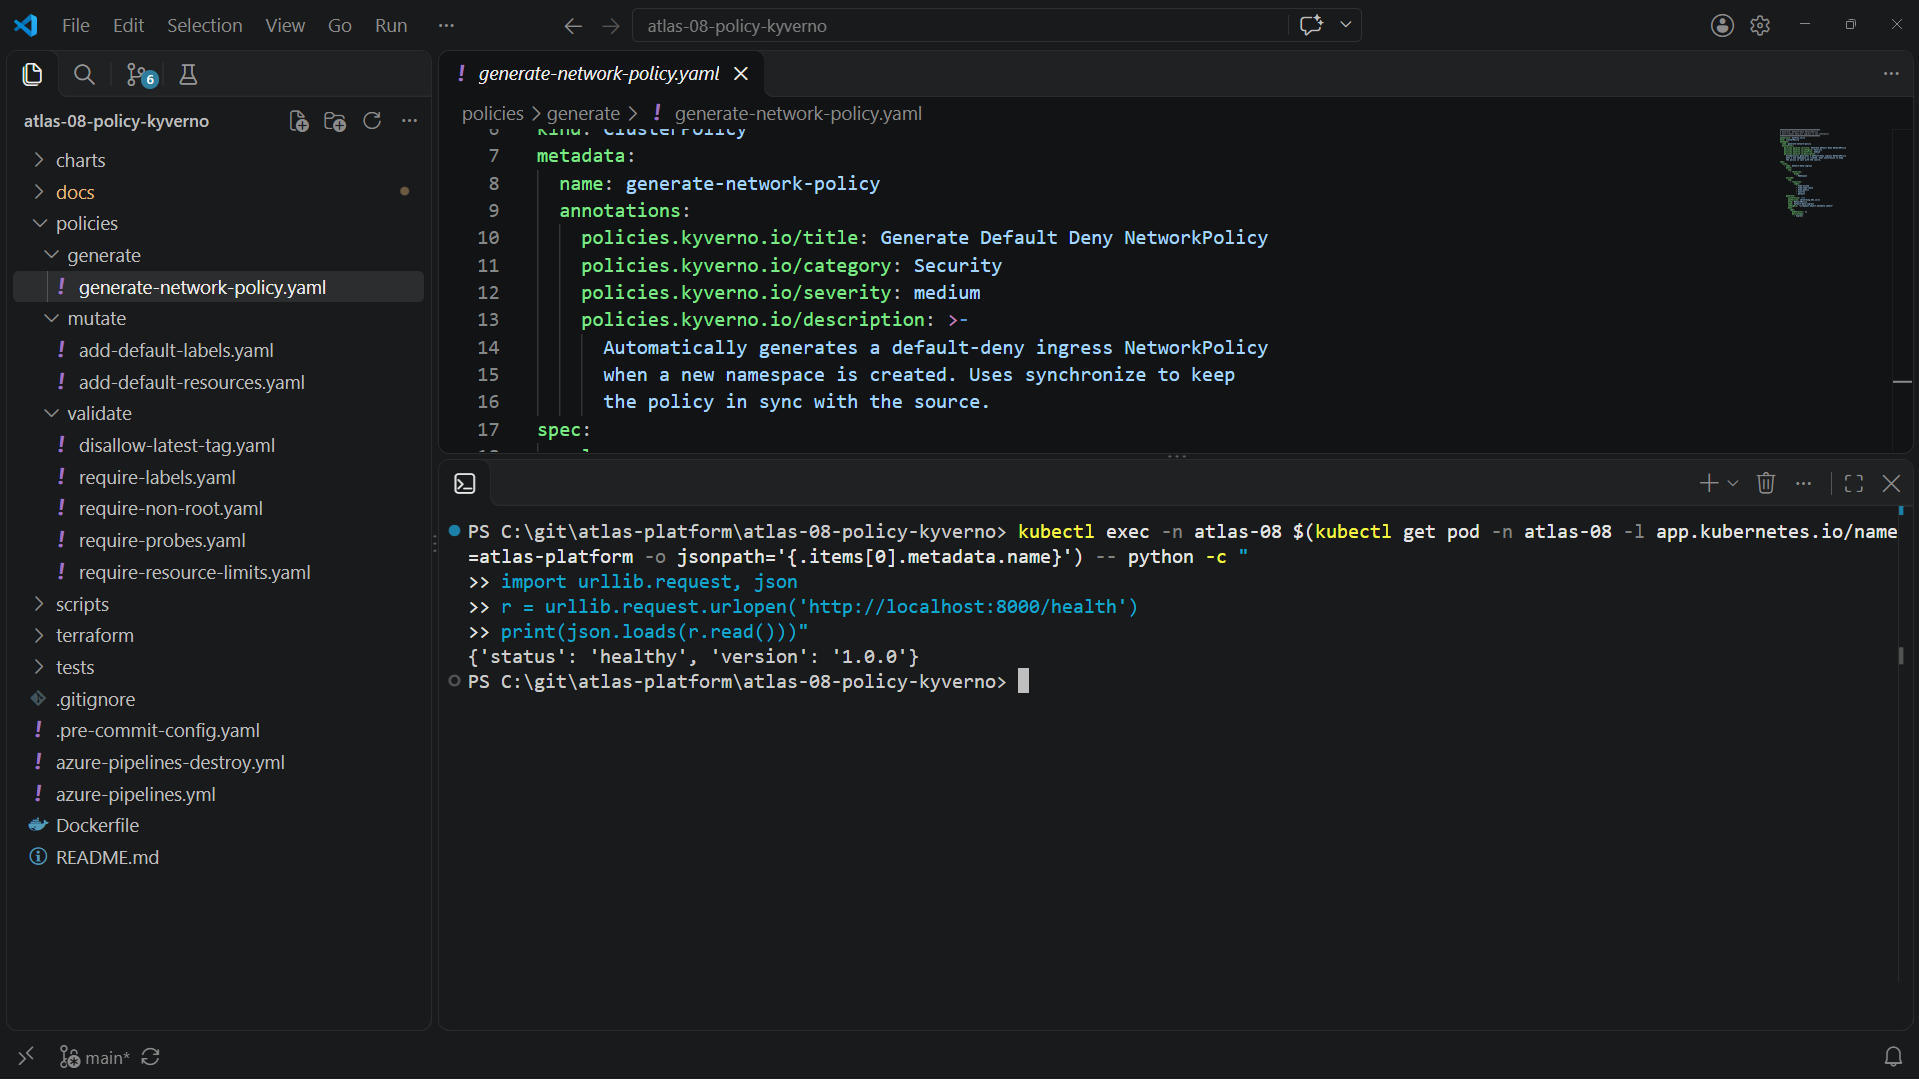 File Edit Selection View Go Run ...
atlas-08-policy-kyverno
6
atlas-08-policy-kyverno
charts
docs
policies
generate
generate-network-policy.yaml
mutate
add-default-labels.yaml
add-default-resources.yaml
validate
disallow-latest-tag.yaml
require-labels.yaml
require-non-root.yaml
require-probes.yaml
require-resource-limits.yaml
scripts
terraform
tests
.gitignore
.pre-commit-config.yaml
azure-pipelines-destroy.yml
azure-pipelines.yml
Dockerfile
README.md
generate-network-policy.yaml
policies > generate > ! generate-network-policy.yaml
6 kind: ClusterPolicy
7 metadata:
8 name: generate-network-policy
9 annotations:
10 policies.kyverno.io/title: Generate Default Deny NetworkPolicy
11 policies.kyverno.io/category: Security
12 policies.kyverno.io/severity: medium
13 policies.kyverno.io/description: >-
14 Automatically generates a default-deny ingress NetworkPolicy
15 when a new namespace is created. Uses synchronize to keep
16 the policy in sync with the source.
17 spec:
PS C:\git\atlas-platform\atlas-08-policy-kyverno> kubectl exec -n atlas-08 $(kubectl get pod -n atlas-08 -l app.kubernetes.io/name
=atlas-platform -o jsonpath='{.items[0].metadata.name}') -- python -c "
>> import urllib.request, json
>> r = urllib.request.urlopen('http://localhost:8000/health')
>> print(json.loads(r.read()))"
{'status': 'healthy', 'version': '1.0.0'}
PS C:\git\atlas-platform\atlas-08-policy-kyverno>
main*